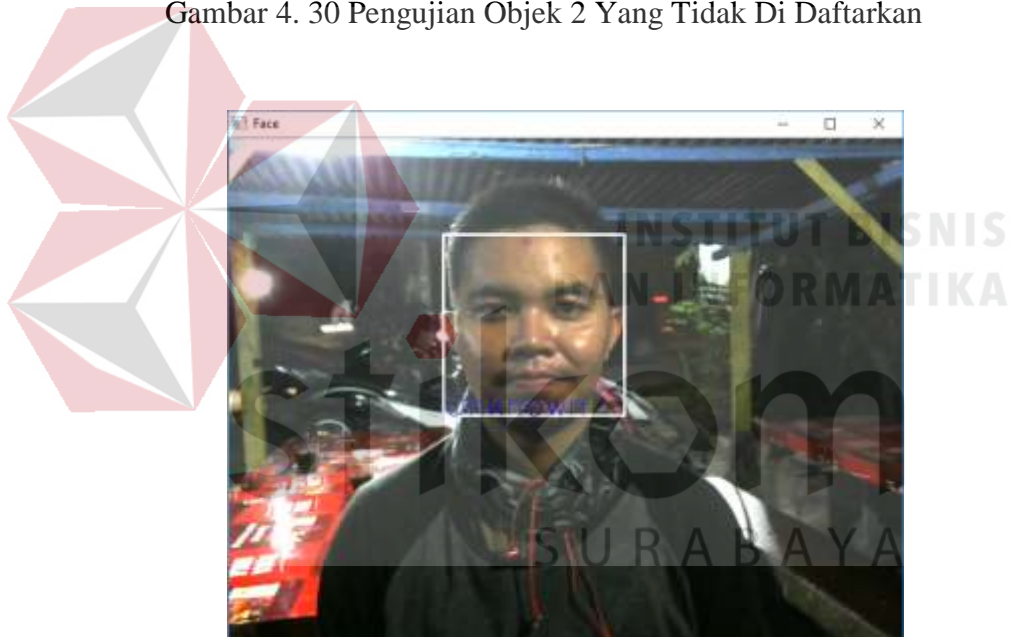 Gambar 4. 30 Pengujian Objek 2 Yang Tidak Di Daftarkan
Face
INSTITUT BISNIS
DAN INFORMATIKA
stikom
SURABAYA